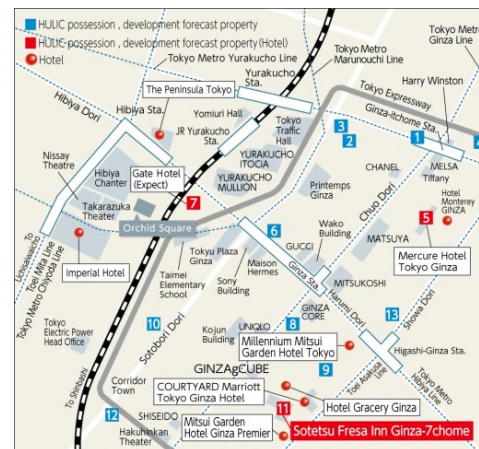 HULIC possession , development forecast property
HULIC possession , development forecast property(Hotel)
Hotel
Tokyo Metro
Ginza Line
Tokyo Metro
Marunouchi Line
Tokyo Metro Yurakucho Line
Yurakucho
Sta.
Harry Winston
Tokyo Expressway
Ginza-itchome Sta.
The Peninsula Tokyo
Hibiya Dori
Hibiya Sta.
Yomiuri Hall
JR Yurakucho
Sta.
Tokyo
Traffic
Hall
3
2
1
4
MELSA
Tiffany
Nissay
Theatre
Hibiya
Chanter
Gate Hotel
(Expect)
YURAKUCHO
ITOCIA
YURAKUCHO
MULLION
Printemps
Ginza
CHANEL
Chuo Dori
Hotel
Monterey
GINZA
Takarazuka
Theater
7
Orchid Square
6
Wako
Building
5
Mercure Hotel
Tokyo Ginza
To
Uchisaiwaicho
Toei Mita Line
Tokyo Metro Chiyoda Line
Imperial Hotel
Taimei
Elementary
School
Tokyu Plaza
Ginza
Sony
Building
Maison
Hermes
GUCCI
Ginza Sta.
MATSUYA
MITSUKOSHI
Harumi Dori
Showa Dori
13
Tokyo
Electric Power
Head Office
10
Sotobori Dori
Kojun
Building
UNIQLO
8
GINZA
CORE
Millennium Mitsui
Garden Hotel Tokyo
Higashi-Ginza Sta.
GINZAgCUBE
9
Toei Asakusa
Line
Tokyo Metro
Hibiya Line
To Shinbashi
Corridor
Town
COURTYARD Marriott
Tokyo Ginza Hotel
Hotel Gracery Ginza
12
SHISEIDO
11
Sotetsu Fresa Inn Ginza-7chome
Hakuhinkan
Theater
Mitsui Garden
Hotel Ginza Premier